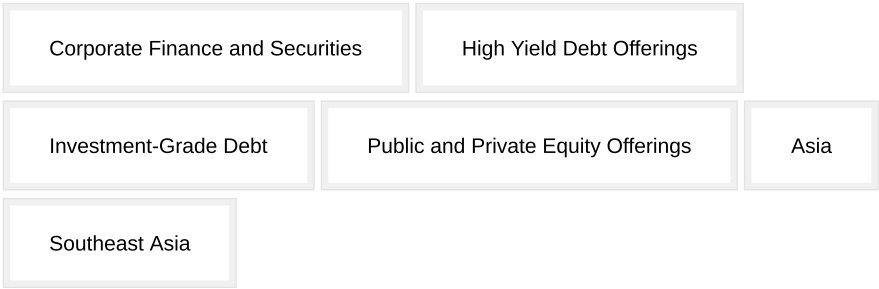 Corporate Finance and Securities
High Yield Debt Offerings
Investment-Grade Debt
Public and Private Equity Offerings
Asia
Southeast Asia